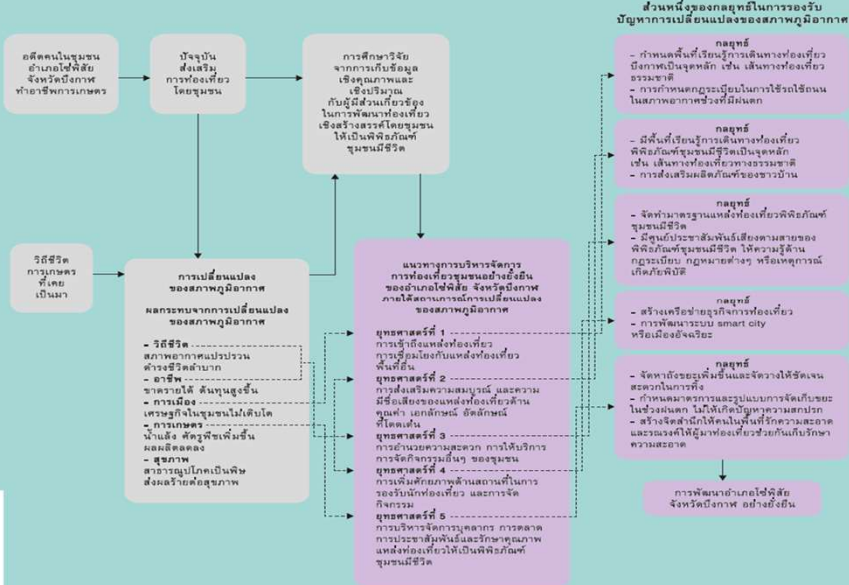 อดีตคนในชุมชน
อำเภอโซ่พิสัย
จังหวัดบึงกาฬ
ทำอาชีพการเกษตร
ปัจจุบัน
ส่งเสริม
การท่องเที่ยว
โดยชุมชน
การศึกษาวิจัย
จากการเก็บข้อมูล
เชิงคุณภาพและ
เชิงปริมาณ
กับผู้มีส่วนเกี่ยวข้อง
ในการพัฒนาท่องเที่ยว
เชิงสร้างสรรค์โดยชุมชน
ให้เป็นพิพิธภัณฑ์
ชุมชนมีชีวิต
วิถีชีวิต
การเกษตร
ที่เคย
เป็นมา
การเปลี่ยนแปลง
ของสภาพภูมิอากาศ
ผลกระทบจากการเปลี่ยนแปลง
ของสภาพภูมิอากาศ
- วิถีชีวิต
สภาพอากาศแปรปรวน
ดำรงชีวิตลำบาก
- อาชีพ
ขาดรายได้ ต้นทุนสูงขึ้น
- การเมือง
เศรษฐกิจในชุมชนไม่เติบโต
- การเกษตร
น้ำแล้ง ศัตรูพืชเพิ่มขึ้น
ผลผลิตลดลง
- สุขภาพ
สาธารณูปโภคเป็นพิษ
ส่งผลร้ายต่อสุขภาพ
แนวทางการบริหารจัดการ
การท่องเที่ยวชุมชนอย่างยั่งยืน
ของอำเภอโซ่พิสัย จังหวัดบึงกาฬ
ภายใต้สถานการณ์การเปลี่ยนแปลง
ของสภาพภูมิอากาศ
ยุทธศาสตร์ที่ 1
การเข้าถึงแหล่งท่องเที่ยว
การเชื่อมโยงกับแหล่งท่องเที่ยว
พื้นที่อื่น
ยุทธศาสตร์ที่ 2
การส่งเสริมความสมบูรณ์ และความ
มีชื่อเสียงของแหล่งท่องเที่ยวด้าน
คุณค่า เอกลักษณ์ อัตลักษณ์
ที่โดดเด่น
ยุทธศาสตร์ที่ 3
การอำนวยความสะดวก การให้บริการ
การจัดกิจกรรมอื่นๆ ของชุมชน
ยุทธศาสตร์ที่ 4
การเพิ่มศักยภาพด้านสถานที่ในการ
รองรับนักท่องเที่ยว และการจัด
กิจกรรม
ยุทธศาสตร์ที่ 5
การบริหารจัดการบุคลากร การตลาด
การประชาสัมพันธ์และรักษาคุณภาพ
แหล่งท่องเที่ยวให้เป็นพิพิธภัณฑ์
ชุมชนมีชีวิต
ส่วนหนึ่งของกลยุทธ์ในการรองรับ
ปัญหาการเปลี่ยนแปลงของสภาพภูมิอากาศ
กลยุทธ์
- กำหนดพื้นที่เรียนรู้การเดินทางท่องเที่ยว
บึงกาฬเป็นจุดหลัก เช่น เส้นทางท่องเที่ยว
ธรรมชาติ
- การกำหนดกฎระเบียบในการใช้รถใช้ถนน
ในสภาพอากาศช่วงที่มีฝนตก
กลยุทธ์
- มีพื้นที่เรียนรู้การเดินทางท่องเที่ยว
พิพิธภัณฑ์ชุมชนมีชีวิตเป็นจุดหลัก
เช่น เส้นทางท่องเที่ยวทางธรรมชาติ
- การส่งเสริมผลิตภัณฑ์ของชาวบ้าน
กลยุทธ์
- จัดทำมาตรฐานแหล่งท่องเที่ยวพิพิธภัณฑ์
ชุมชนมีชีวิต
- มีศูนย์ประชาสัมพันธ์เสียงตามสายของ
พิพิธภัณฑ์ชุมชนมีชีวิต ให้ความรู้ด้าน
กฎระเบียบ กฎหมายต่างๆ หรือเหตุการณ์
เกิดภัยพิบัติ
กลยุทธ์
- สร้างเครือข่ายธุรกิจการท่องเที่ยว
- การพัฒนาระบบ smart city
หรือเมืองอัจฉริยะ
กลยุทธ์
- จัดหาถังขยะเพิ่มขึ้นและจัดวางให้ชัดเจน
สะดวกในการทิ้ง
- กำหนดมาตรการและรูปแบบการจัดเก็บขยะ
ในช่วงฝนตก ไม่ให้เกิดปัญหาความสกปรก
- สร้างจิตสำนึกให้คนในพื้นที่รักความสะอาด
และรณรงค์ให้ผู้มาท่องเที่ยวช่วยกันเก็บรักษา
ความสะอาด
การพัฒนาอำเภอโซ่พิสัย
จังหวัดบึงกาฬ อย่างยั่งยืน